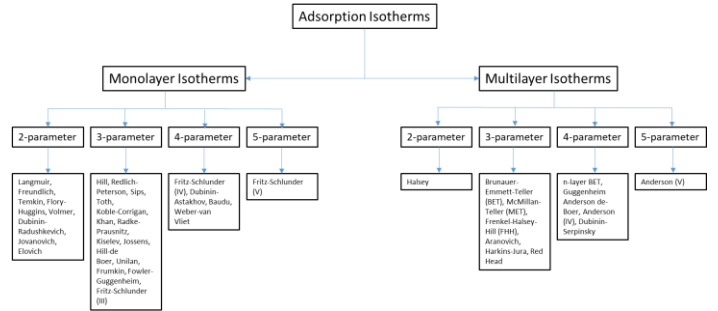 Adsorption Isotherms
Monolayer Isotherms
Multilayer Isotherms
2-parameter
3-parameter
4-parameter
5-parameter
2-parameter
3-parameter
4-parameter
5-parameter
Langmuir,
Freundlich,
Temkin, Flory-
Huggins, Volmer,
Dubinin-
Radushkevich,
Jovanovich,
Elovich
Hill, Redlich-
Peterson, Sips,
Toth,
Koble-Corrigan,
Khan, Radke-
Prausnitz,
Kiselev, Jossens,
Hill-de
Boer, Unilan,
Frumkin, Fowler-
Guggenheim,
Fritz-Schlunder
(III)
Fritz-Schlunder
(IV), Dubinin-
Astakhov, Baudu,
Weber-van
Vliet
Fritz-Schlunder
(V)
Halsey
Brunauer-
Emmett-Teller
(BET), McMillan-
Teller (MET),
Frenkel-Halsey-
Hill (FHH),
Aranovich,
Harkins-Jura, Red
Head
n-layer BET,
Guggenheim
Anderson de-
Boer, Anderson
(IV), Dubinin-
Serpinsky
Anderson (V)